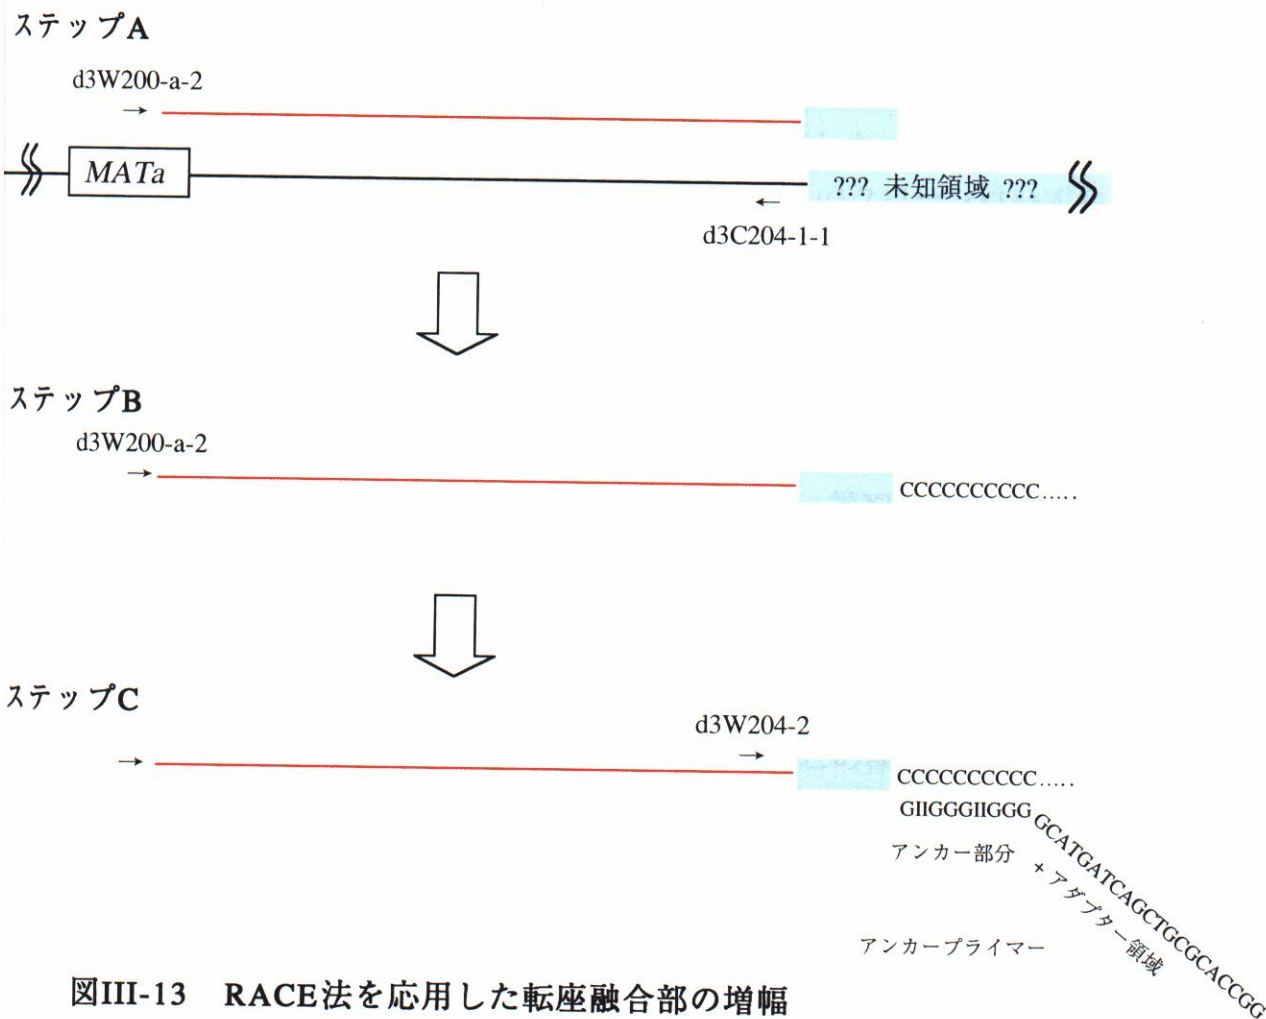 ステップA
d3W200-a-2
MATa
??? 未知領域 ???
d3C204-1-1
ステップB
d3W200-a-2
CCCCCCCCCC.....
ステップC
d3W204-2
CCCCCCCCCC.....
GIIGGGIIGGG
GCATGATCAGCTGCGCACCGG
アンカー部分
+ アダプター領域
アンカープライマー
図III-13 RACE法を応用した転座融合部の増幅